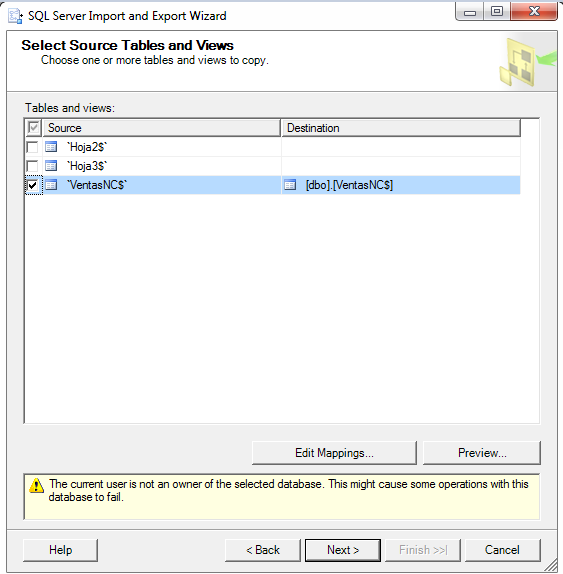 SQL Server Import and Export Wizard
Select Source Tables and Views
Choose one or more tables and views to copy.
Tables and views:
Source Destination
`Hoja2$`
`Hoja3$`
`VentasNC$` [dbo].[VentasNC$]
Edit Mappings... Preview...
The current user is not an owner of the selected database. This might cause some operations with this
database to fail.
Help < Back Next > Finish >>| Cancel